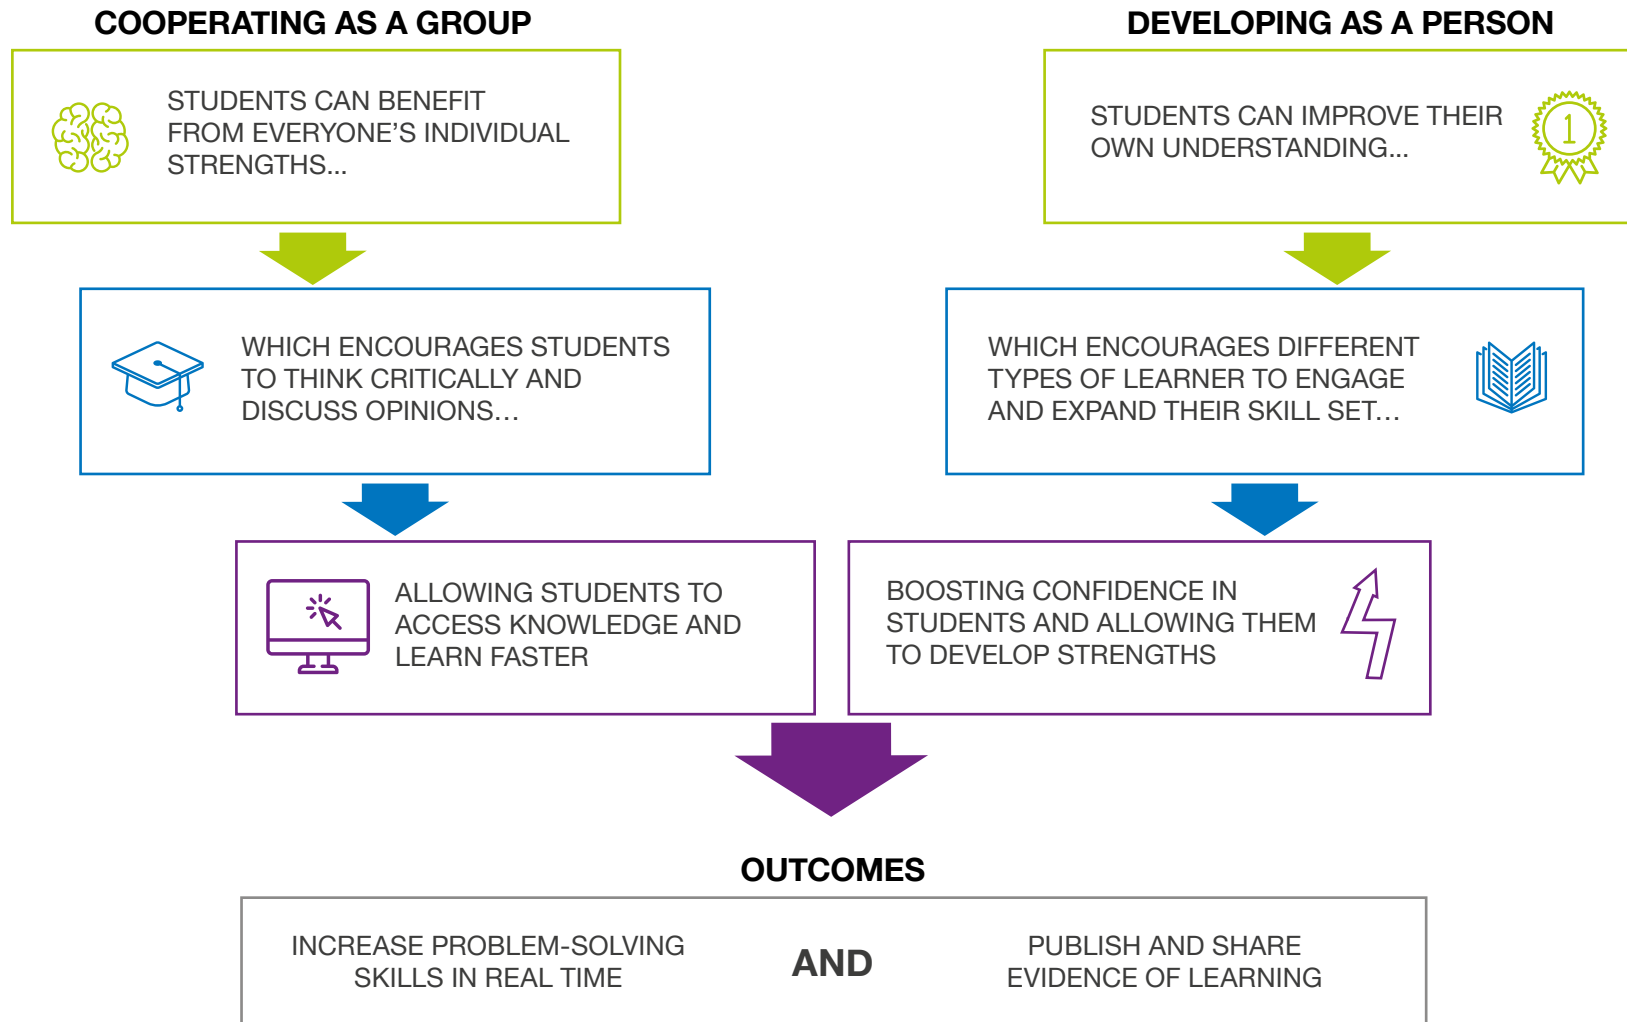 COOPERATING AS A GROUP
STUDENTS CAN BENEFIT
FROM EVERYONE’S INDIVIDUAL
STRENGTHS...
WHICH ENCOURAGES STUDENTS
TO THINK CRITICALLY AND
DISCUSS OPINIONS…
ALLOWING STUDENTS TO
ACCESS KNOWLEDGE AND
LEARN FASTER
DEVELOPING AS A PERSON
STUDENTS CAN IMPROVE THEIR
OWN UNDERSTANDING...
1
WHICH ENCOURAGES DIFFERENT
TYPES OF LEARNER TO ENGAGE
AND EXPAND THEIR SKILL SET…
BOOSTING CONFIDENCE IN
STUDENTS AND ALLOWING THEM
TO DEVELOP STRENGTHS
OUTCOMES
INCREASE PROBLEM-SOLVING
SKILLS IN REAL TIME
AND
PUBLISH AND SHARE
EVIDENCE OF LEARNING